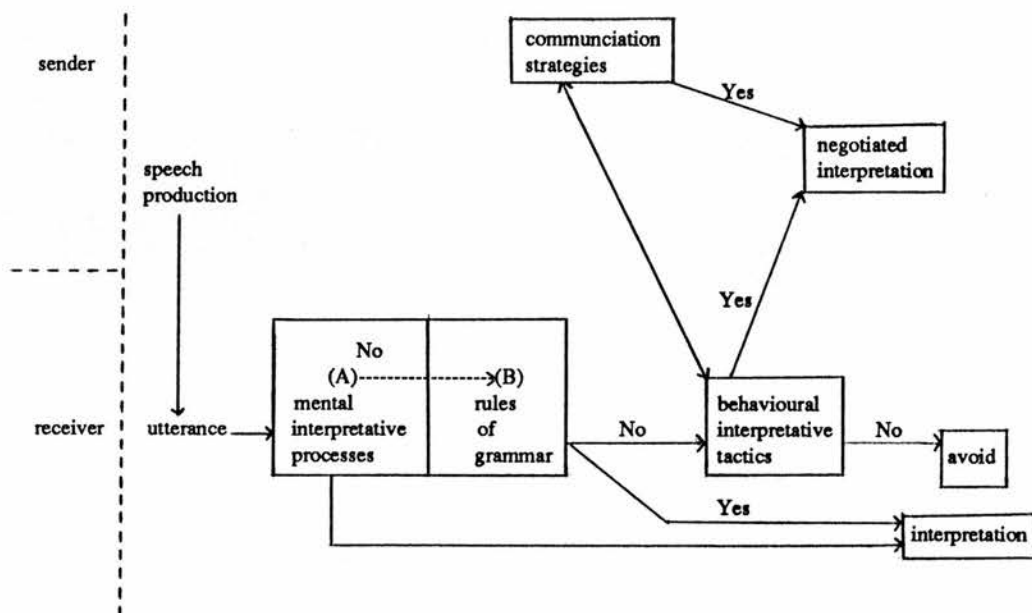 communciation
strategies
sender
Yes
negotiated
interpretation
speech
production
Yes
No
(A)
(B)
mental
interpretative
processes
rules
of
grammar
receiver
utterance
No
behavioural
interpretative
tactics
No
avoid
Yes
interpretation